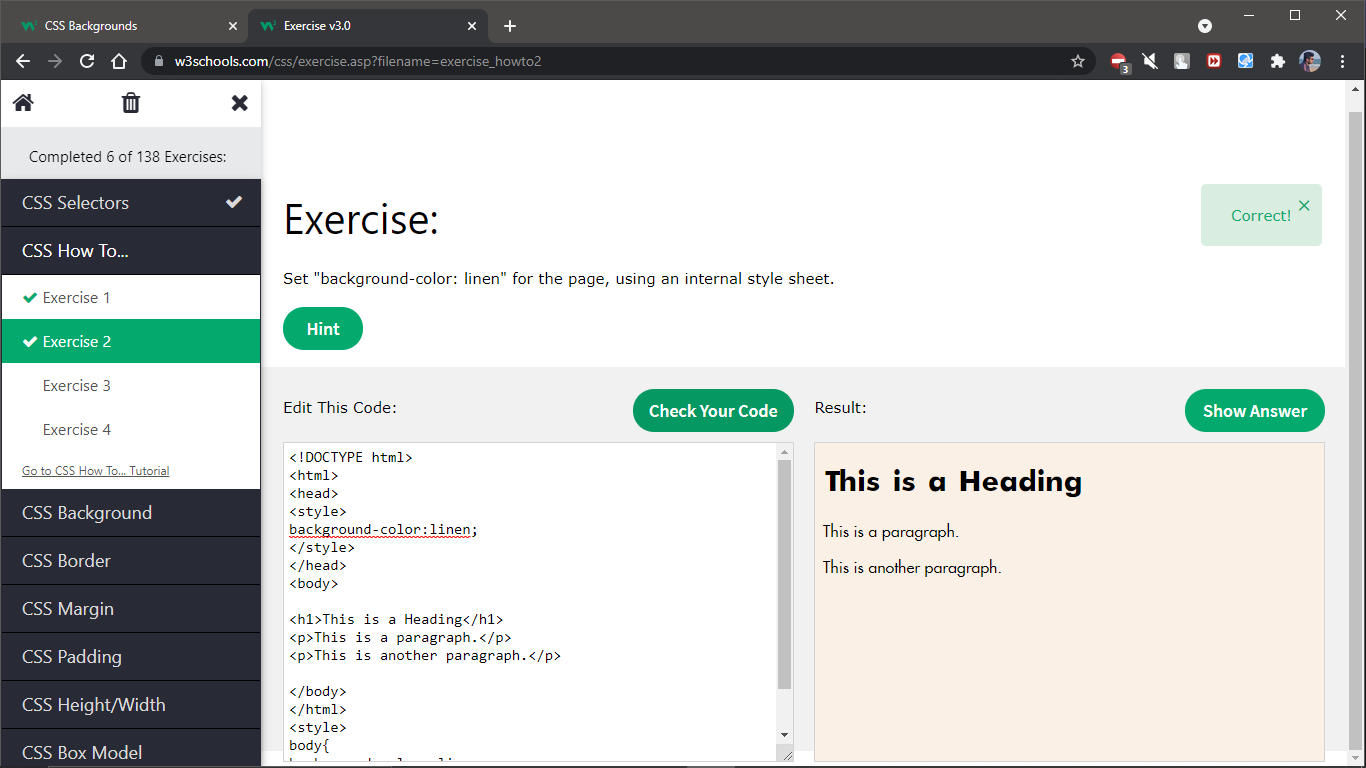 CSS Backgrounds
Exercise v3.0
w3schools.com/css/exercise.asp?filename=exercise_howto2
3
Completed 6 of 138 Exercises:
CSS Selectors
CSS How To...
Exercise 1
Exercise 2
Exercise 3
Exercise 4
Go to CSS How To... Tutorial
CSS Background
CSS Border
CSS Margin
CSS Padding
CSS Height/Width
CSS Box Model
Exercise:
Correct!
Set "background-color: linen" for the page, using an internal style sheet.
Hint
Edit This Code:
Check Your Code
<!DOCTYPE html>
<html>
<head>
<style>
background-color:linen;
</style>
</head>
<body>
<h1>This is a Heading</h1>
<p>This is a paragraph.</p>
<p>This is another paragraph.</p>
</body>
</html>
<style>
body{
Result:
Show Answer
This is a Heading
This is a paragraph.
This is another paragraph.